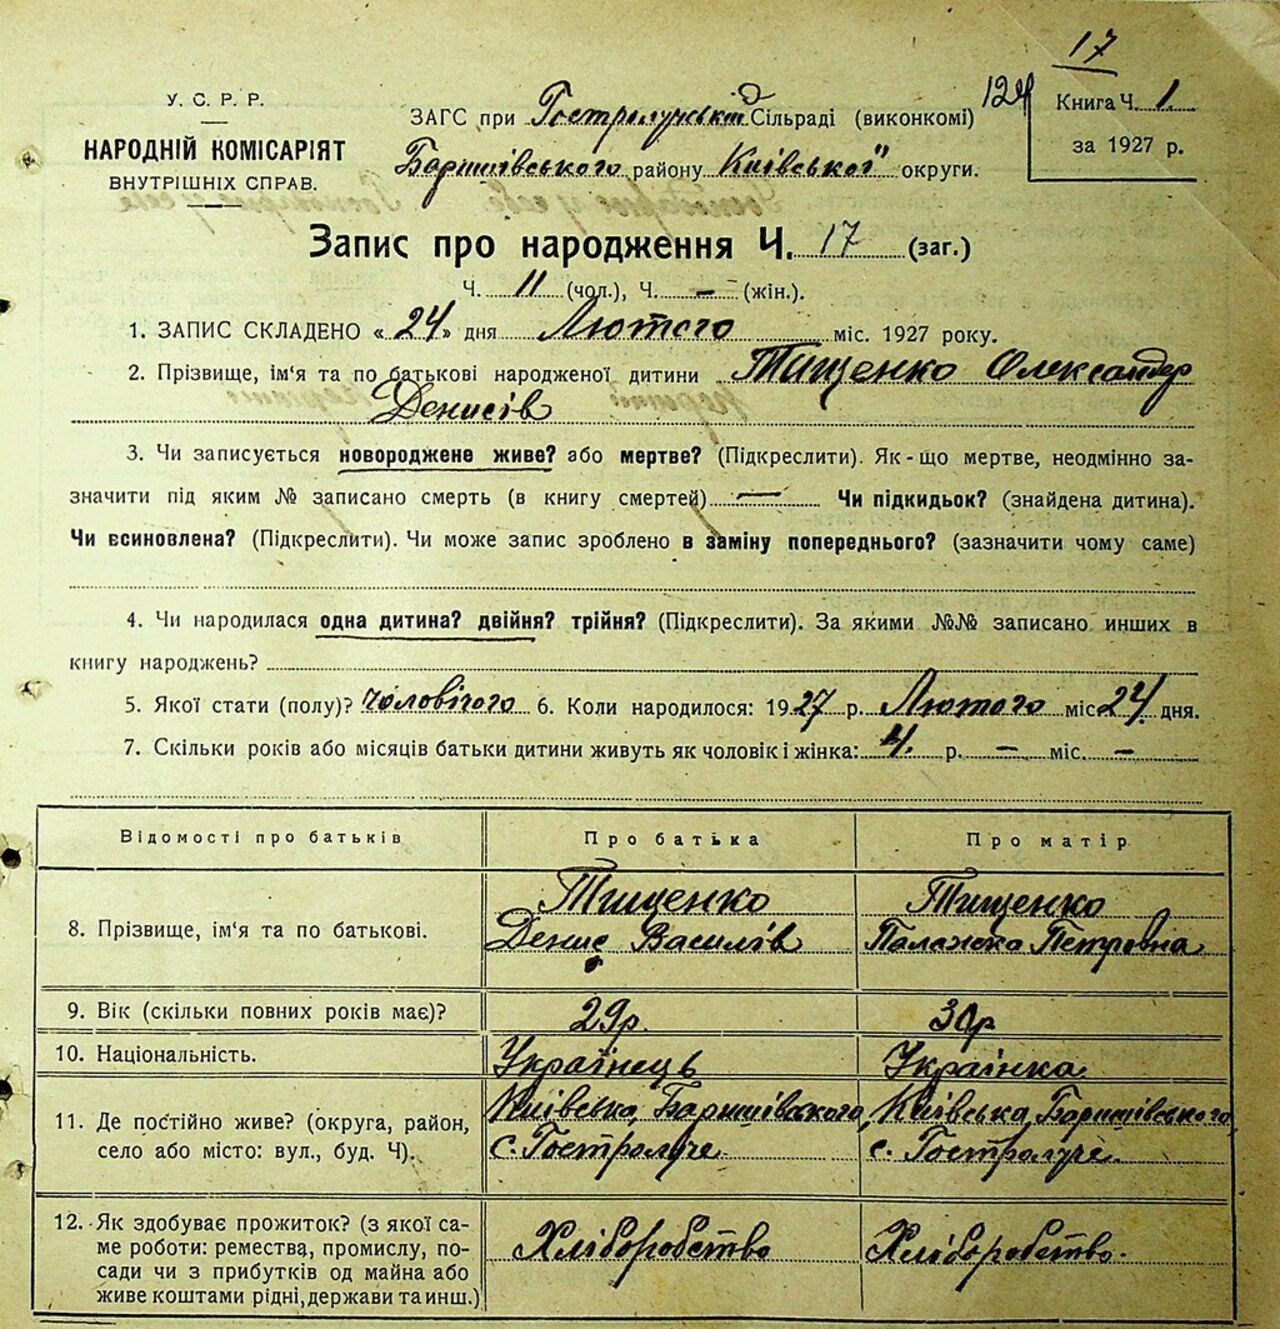 17
У. С. Р. Р.
НАРОДНІЙ КОМІСАРІЯТ
ВНУТРІШНІХ СПРАВ.
ЗАГС при Гостролуцькій Сільраді (виконкомі)
Баришівського району Київської округи.
124
Книга Ч. 1.
за 1927 р.
Запис про народження Ч. 17 (заг.)
Ч. 11 (чол.), Ч. — (жін.).
1. ЗАПИС СКЛАДЕНО «24» дня Лютого міс. 1927 року.
2. Прізвище, ім‘я та по батькові народженої дитини Тищенко Олександер
Денисів
3. Чи записується новороджене живе? або мертве? (Підкреслити). Як-що мертве, неодмінно за-
значити під яким № записано смерть (в книгу смертей) — Чи підкидьок? (знайдена дитина).
Чи всиновлена? (Підкреслити). Чи може запис зроблено в заміну попереднього? (зазначити чому саме)
4. Чи народилася одна дитина? двійня? трійня? (Підкреслити). За якими №№ записано инших в
книгу народжень?
5. Якої стати (полу)? чоловічого 6. Коли народилося: 1927 р. Лютого міс. 24 дня.
7. Скільки років або місяців батьки дитини живуть як чоловік і жінка: 4. р. — міс. —
Відомості про батьків
Про батька
Про матір
8. Прізвище, ім‘я та по батькові.
Тищенко
Денис Василів
Тищенко
Палажка Петровна
9. Вік (скільки повних років має)?
29р.
30р
10. Національність.
Українець
Українка
11. Де постійно живе? (округа, район,
село або місто: вул., буд. Ч).
Київська, Баришівського,
с. Гостролуче
Київська, Баришівського,
с. Гостролуче
12. Як здобуває прожиток? (з якої са-
ме роботи: ремества, промислу, по-
сади чи з прибутків од майна або
живе коштами рідні, держави та инш.)
Хліборобство
Хліборобство.